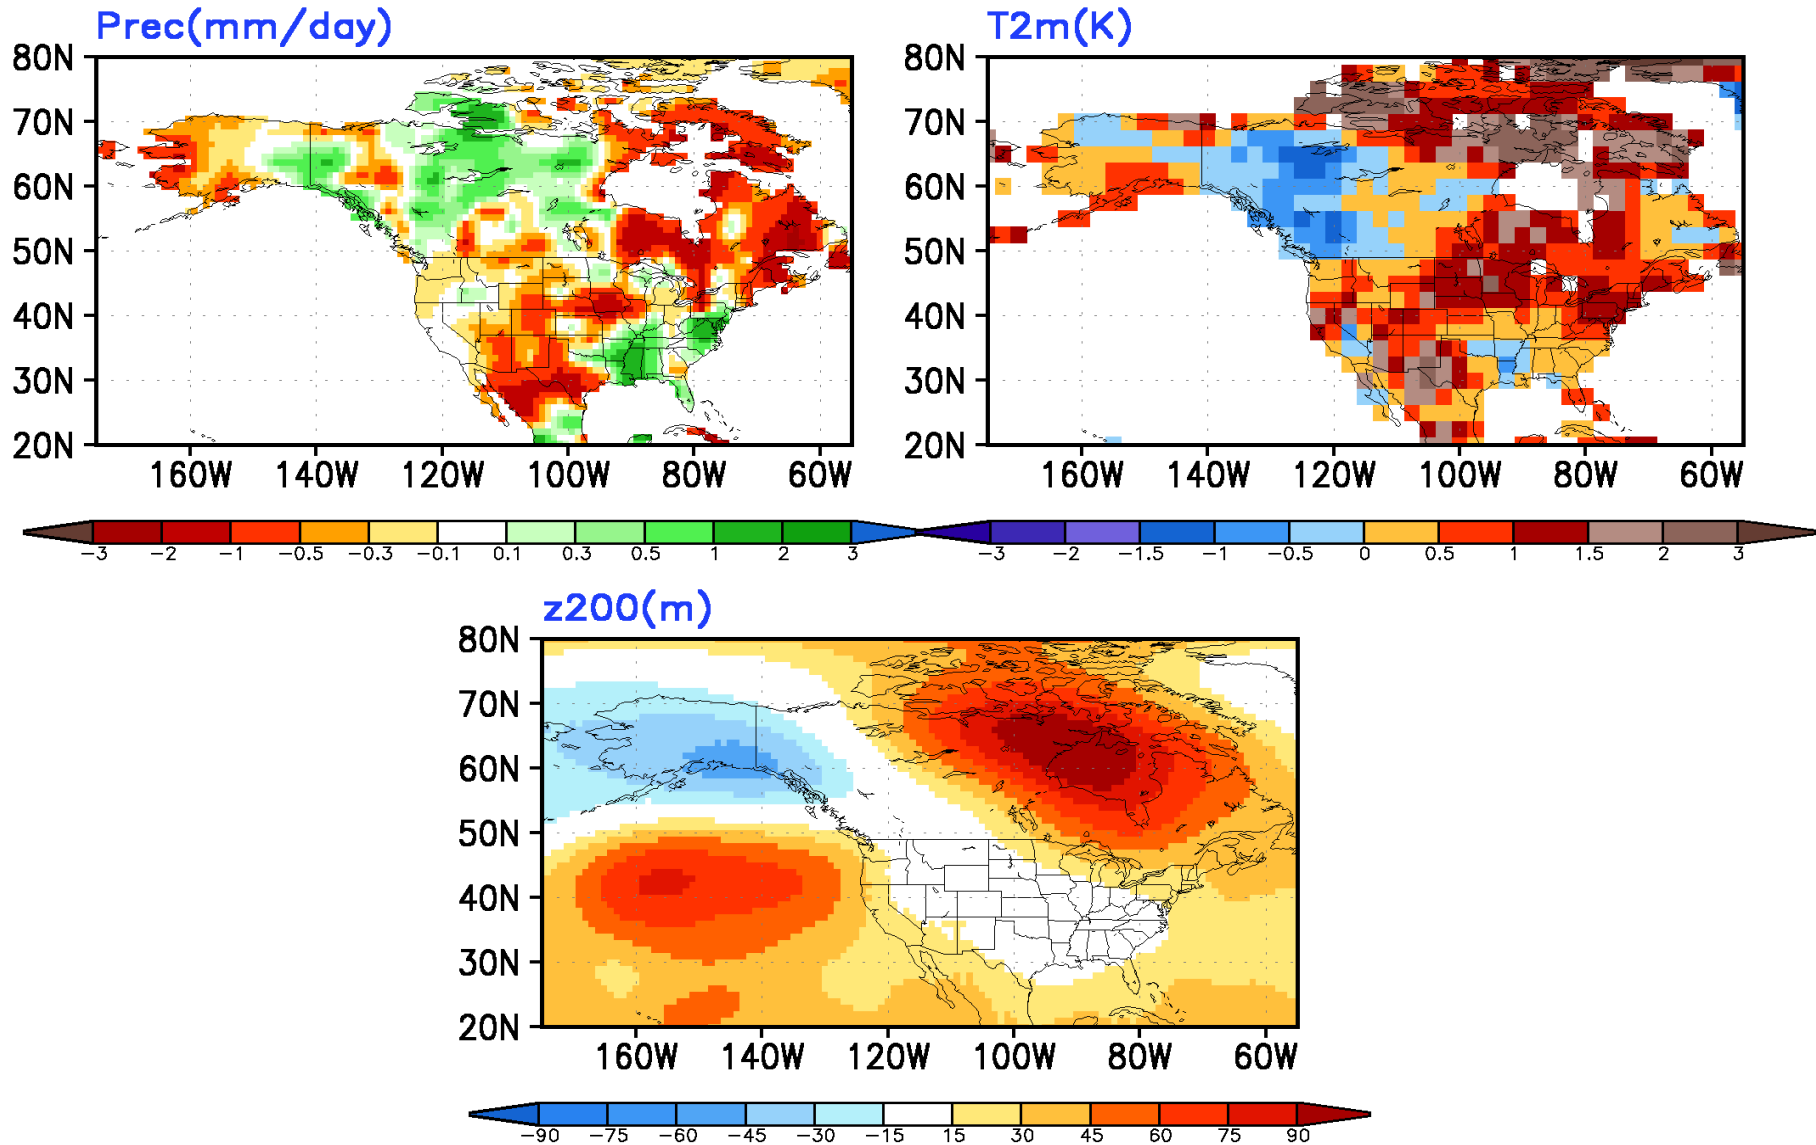 Prec(mm/day)
80N
70N
60N
50N
40N
30N
20N
160W 140W 120W 100W 80W 60W
-3 -2 -1 -0.5 -0.3 -0.1 0.1 0.3 0.5 1 2 3
T2m(K)
80N
70N
60N
50N
40N
30N
20N
160W 140W 120W 100W 80W 60W
-3 -2 -1.5 -1 -0.5 0 0.5 1 1.5 2 3
z200(m)
80N
70N
60N
50N
40N
30N
20N
160W 140W 120W 100W 80W 60W
-90 -75 -60 -45 -30 -15 15 30 45 60 75 90